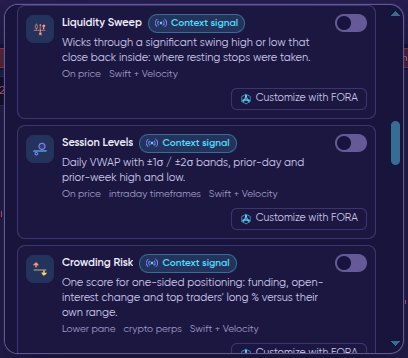 Liquidity Sweep Context signal
Wicks through a significant swing high or low that
close back inside: where resting stops were taken.
On price Swift + Velocity
Customize with FORA
Session Levels Context signal
Daily VWAP with ±1σ / ±2σ bands, prior-day and
prior-week high and low.
On price intraday timeframes Swift + Velocity
Customize with FORA
Crowding Risk Context signal
One score for one-sided positioning: funding, open-
interest change and top traders' long % versus their
own range.
Lower pane crypto perps Swift + Velocity
Customize with FORA